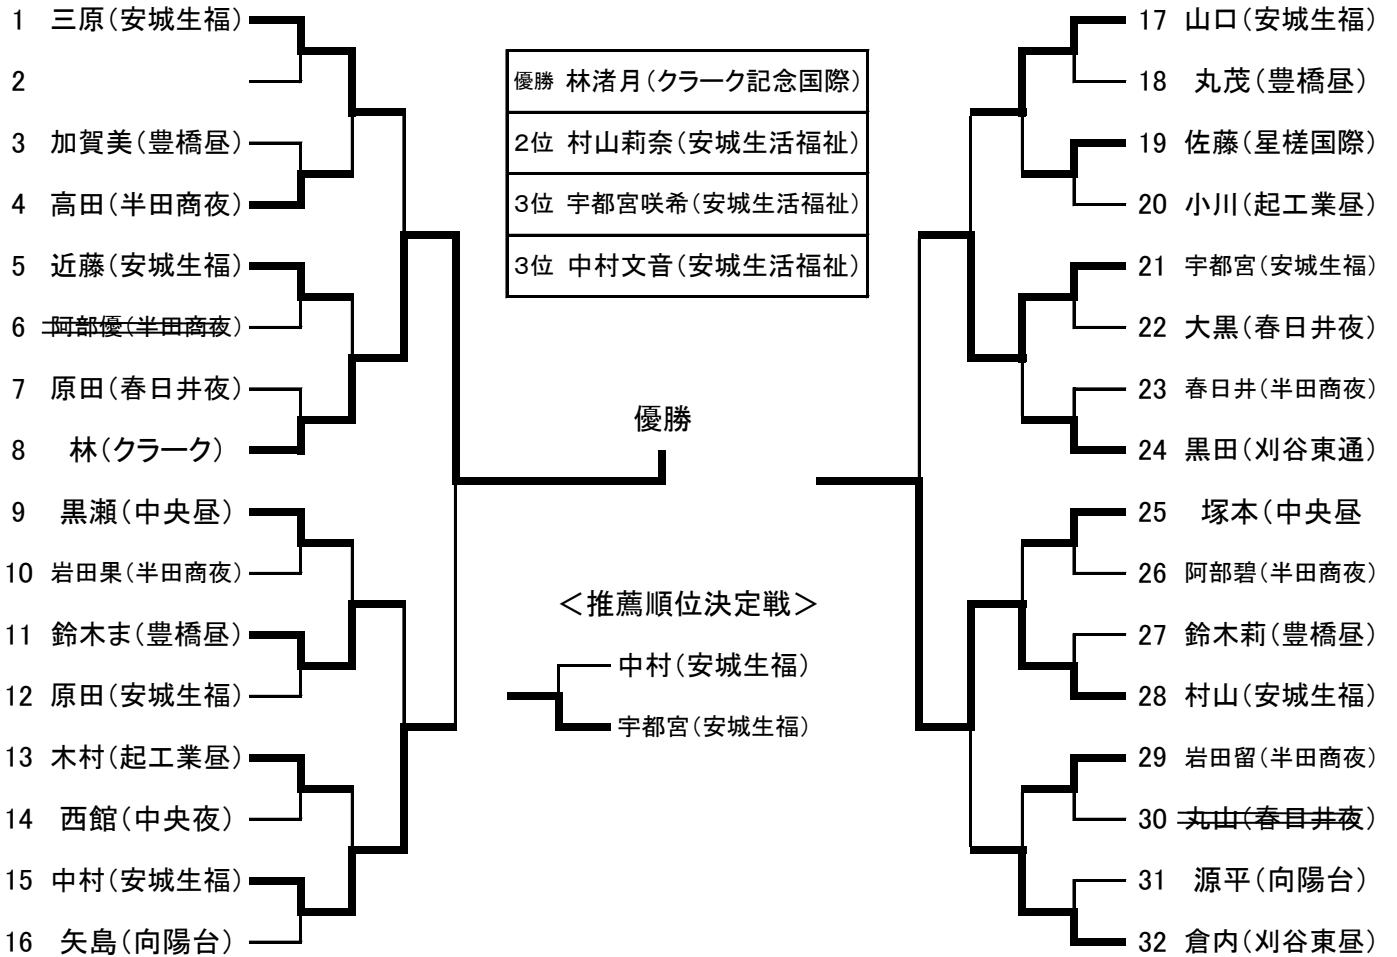 1 三原(安城生福)
2
3 加賀美(豊橋昼)
4 高田(半田商夜)
5 近藤(安城生福)
6 阿部優(半田商夜)
7 原田(春日井夜)
8 林(クラーク)
9 黒瀬(中央昼)
10 岩田果(半田商夜)
11 鈴木ま(豊橋昼)
12 原田(安城生福)
13 木村(起工業昼)
14 西館(中央夜)
15 中村(安城生福)
16 矢島(向陽台)
優勝 林渚月(クラーク記念国際)
2位 村山莉奈(安城生活福祉)
3位 宇都宮咲希(安城生活福祉)
3位 中村文音(安城生活福祉)
優勝
<推薦順位決定戦>
中村(安城生福)
宇都宮(安城生福)
17 山口(安城生福)
18 丸茂(豊橋昼)
19 佐藤(星槎国際)
20 小川(起工業昼)
21 宇都宮(安城生福)
22 大黒(春日井夜)
23 春日井(半田商夜)
24 黒田(刈谷東通)
25 塚本(中央昼
26 阿部碧(半田商夜)
27 鈴木莉(豊橋昼)
28 村山(安城生福)
29 岩田留(半田商夜)
30 丸山(春日井夜)
31 源平(向陽台)
32 倉内(刈谷東昼)